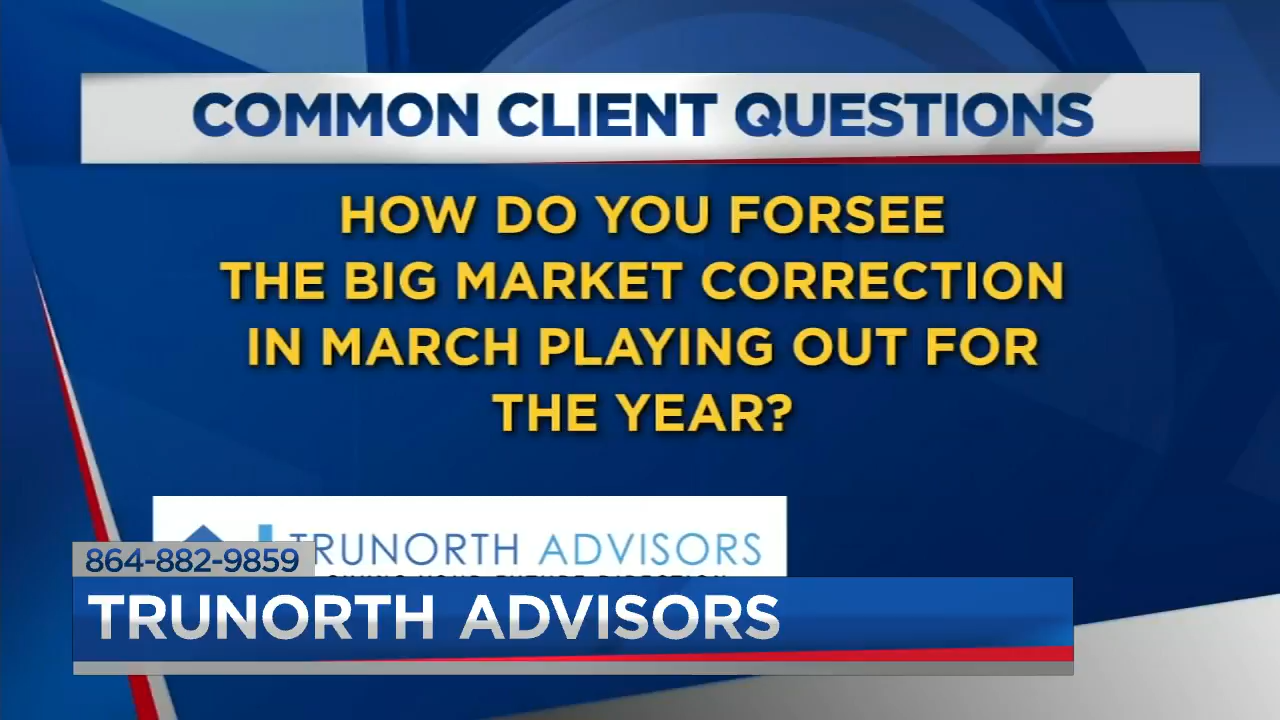 COMMON CLIENT QUESTIONS
HOW DO YOU FORSEE
THE BIG MARKET CORRECTION
IN MARCH PLAYING OUT FOR
THE YEAR?
TRUNORTH ADVISORS
864-882-9859
TRUNORTH ADVISORS